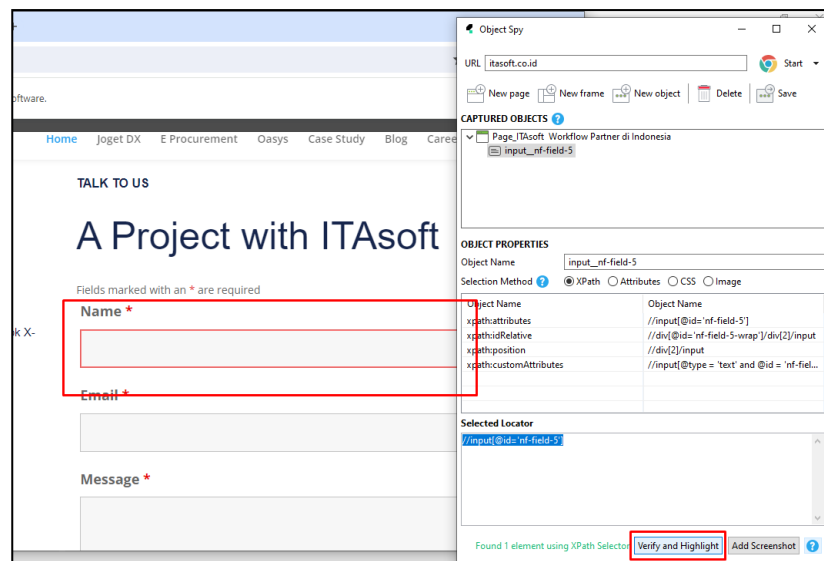 oftware.
Home Joget DX E Procurement Oasys Case Study Blog Caree
TALK TO US
A Project with ITAsoft
Fields marked with an * are required
Name *
ok X-
Email *
Message *
Object Spy
URL itasoft.co.id Start
New page New frame New object Delete Save
CAPTURED OBJECTS ?
Page_ITAsoft Workflow Partner di Indonesia
input__nf-field-5
OBJECT PROPERTIES
Object Name input__nf-field-5
Selection Method ? XPath Attributes CSS Image
Object Name Object Name
xpath:attributes //input[@id='nf-field-5']
xpath:idRelative //div[@id='nf-field-5-wrap']/div[2]/input
xpath:position //div[2]/input
xpath:customAttributes //input[@type = 'text' and @id = 'nf-fiel...
Selected Locator
//input[@id='nf-field-5']
Found 1 element using XPath Selector Verify and Highlight Add Screenshot ?